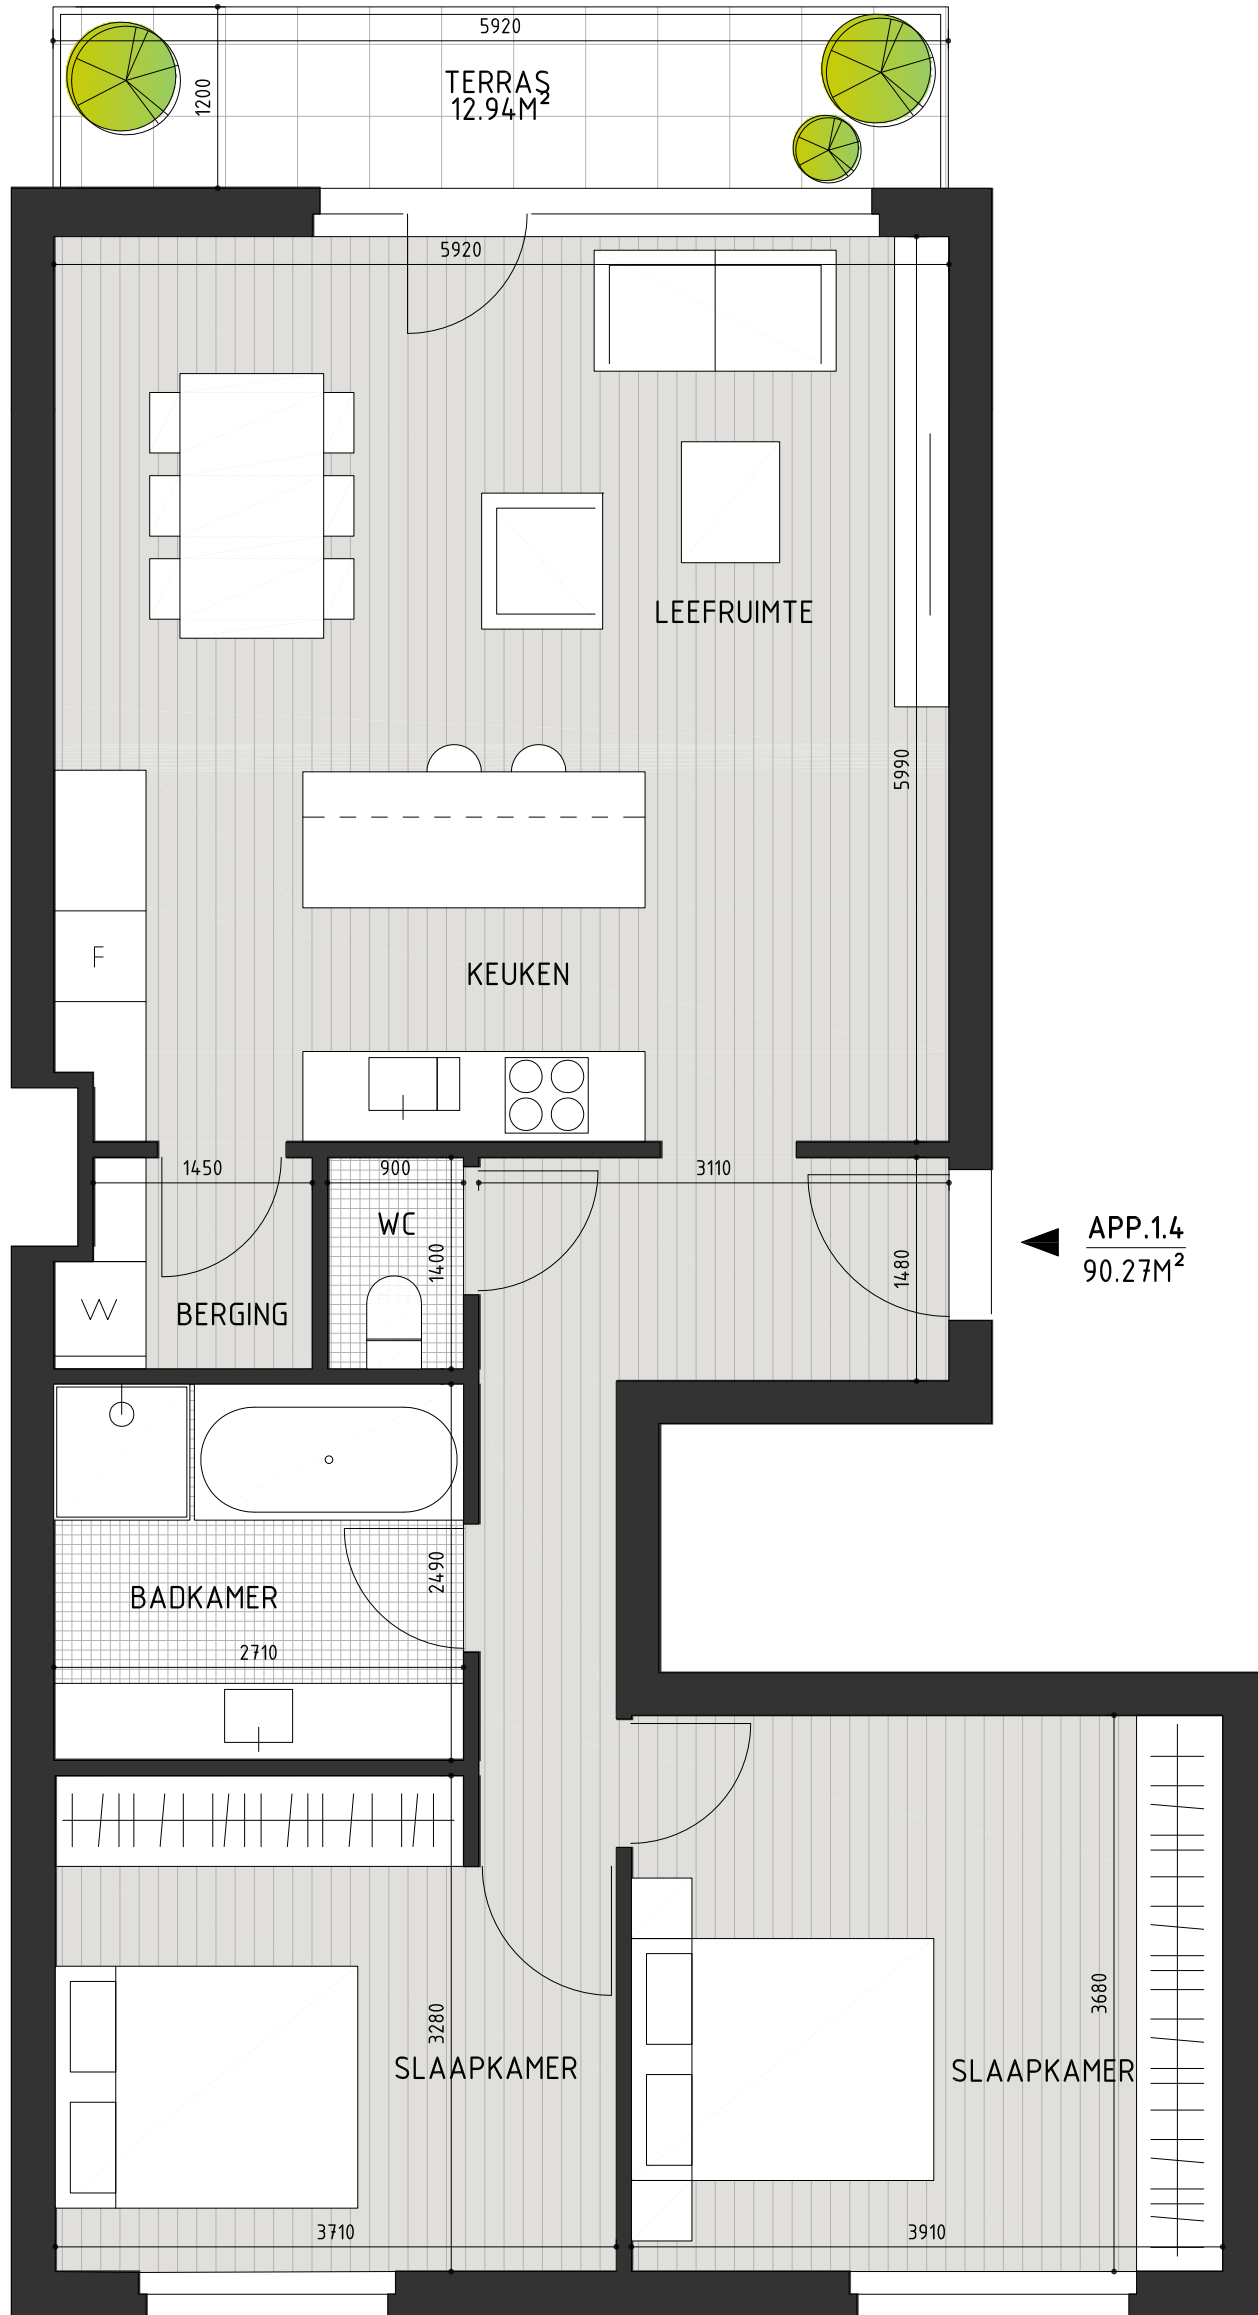 5920
1200
TERRAS
12.94M²
5920
LEEFRUIMTE
5990
F
KEUKEN
1450
900
3110
WC
1400
1480
APP.1.4
90.27M²
W
BERGING
2490
BADKAMER
2710
3280
3680
SLAAPKAMER
SLAAPKAMER
3710
3910